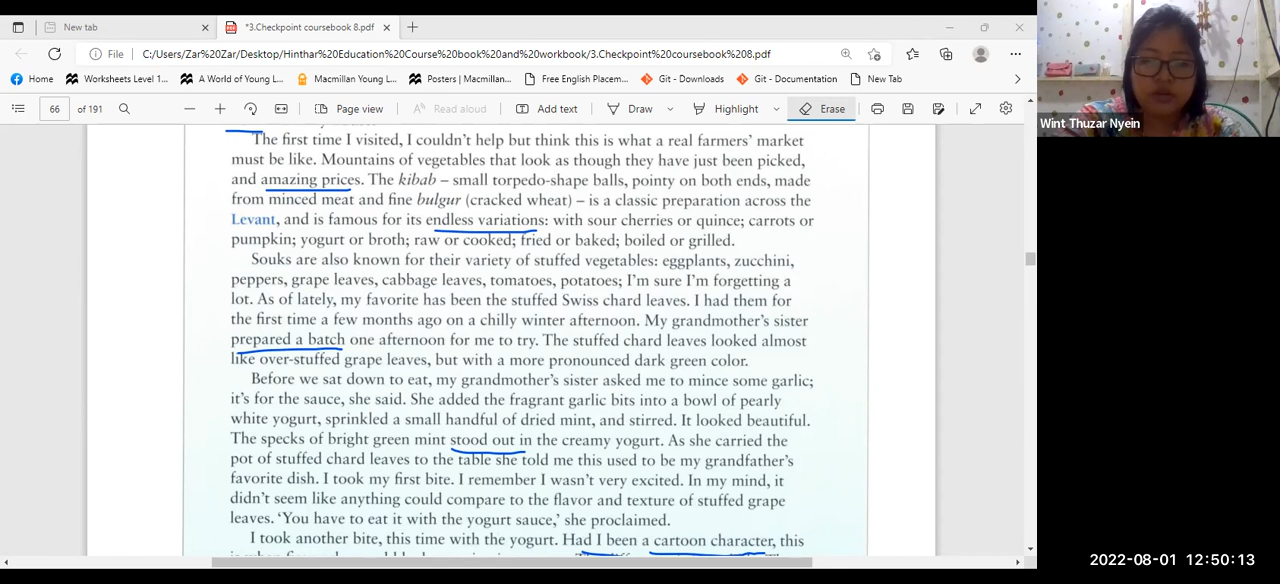 New tab
*3.Checkpoint coursebook 8.pdf
File
C:/Users/Zar%20Zar/Desktop/Hinthar%20Education%20Course%20book%20and%20workbook/3.Checkpoint%20coursebook%208.pdf
Home
Worksheets Level 1...
A World of Young L...
Macmillan Young L...
Posters | Macmillan...
Free English Placem...
Git - Downloads
Git - Documentation
New Tab
66 of 191
Page view
Read aloud
Add text
Draw
Highlight
Erase
Wint Thuzar Nyein
The first time I visited, I couldn't help but think this is what a real farmers' market
must be like. Mountains of vegetables that look as though they have just been picked,
and amazing prices. The kibab – small torpedo-shape balls, pointy on both ends, made
from minced meat and fine bulgur (cracked wheat) – is a classic preparation across the
Levant, and is famous for its endless variations: with sour cherries or quince; carrots or
pumpkin; yogurt or broth; raw or cooked; fried or baked; boiled or grilled.
Souks are also known for their variety of stuffed vegetables: eggplants, zucchini,
peppers, grape leaves, cabbage leaves, tomatoes, potatoes; I'm sure I'm forgetting a
lot. As of lately, my favorite has been the stuffed Swiss chard leaves. I had them for
the first time a few months ago on a chilly winter afternoon. My grandmother's sister
prepared a batch one afternoon for me to try. The stuffed chard leaves looked almost
like over-stuffed grape leaves, but with a more pronounced dark green color.
Before we sat down to eat, my grandmother's sister asked me to mince some garlic;
it's for the sauce, she said. She added the fragrant garlic bits into a bowl of pearly
white yogurt, sprinkled a small handful of dried mint, and stirred. It looked beautiful.
The specks of bright green mint stood out in the creamy yogurt. As she carried the
pot of stuffed chard leaves to the table she told me this used to be my grandfather's
favorite dish. I took my first bite. I remember I wasn't very excited. In my mind, it
didn't seem like anything could compare to the flavor and texture of stuffed grape
leaves. 'You have to eat it with the yogurt sauce,' she proclaimed.
I took another bite, this time with the yogurt. Had I been a cartoon character, this
2022-08-01 12:50:13